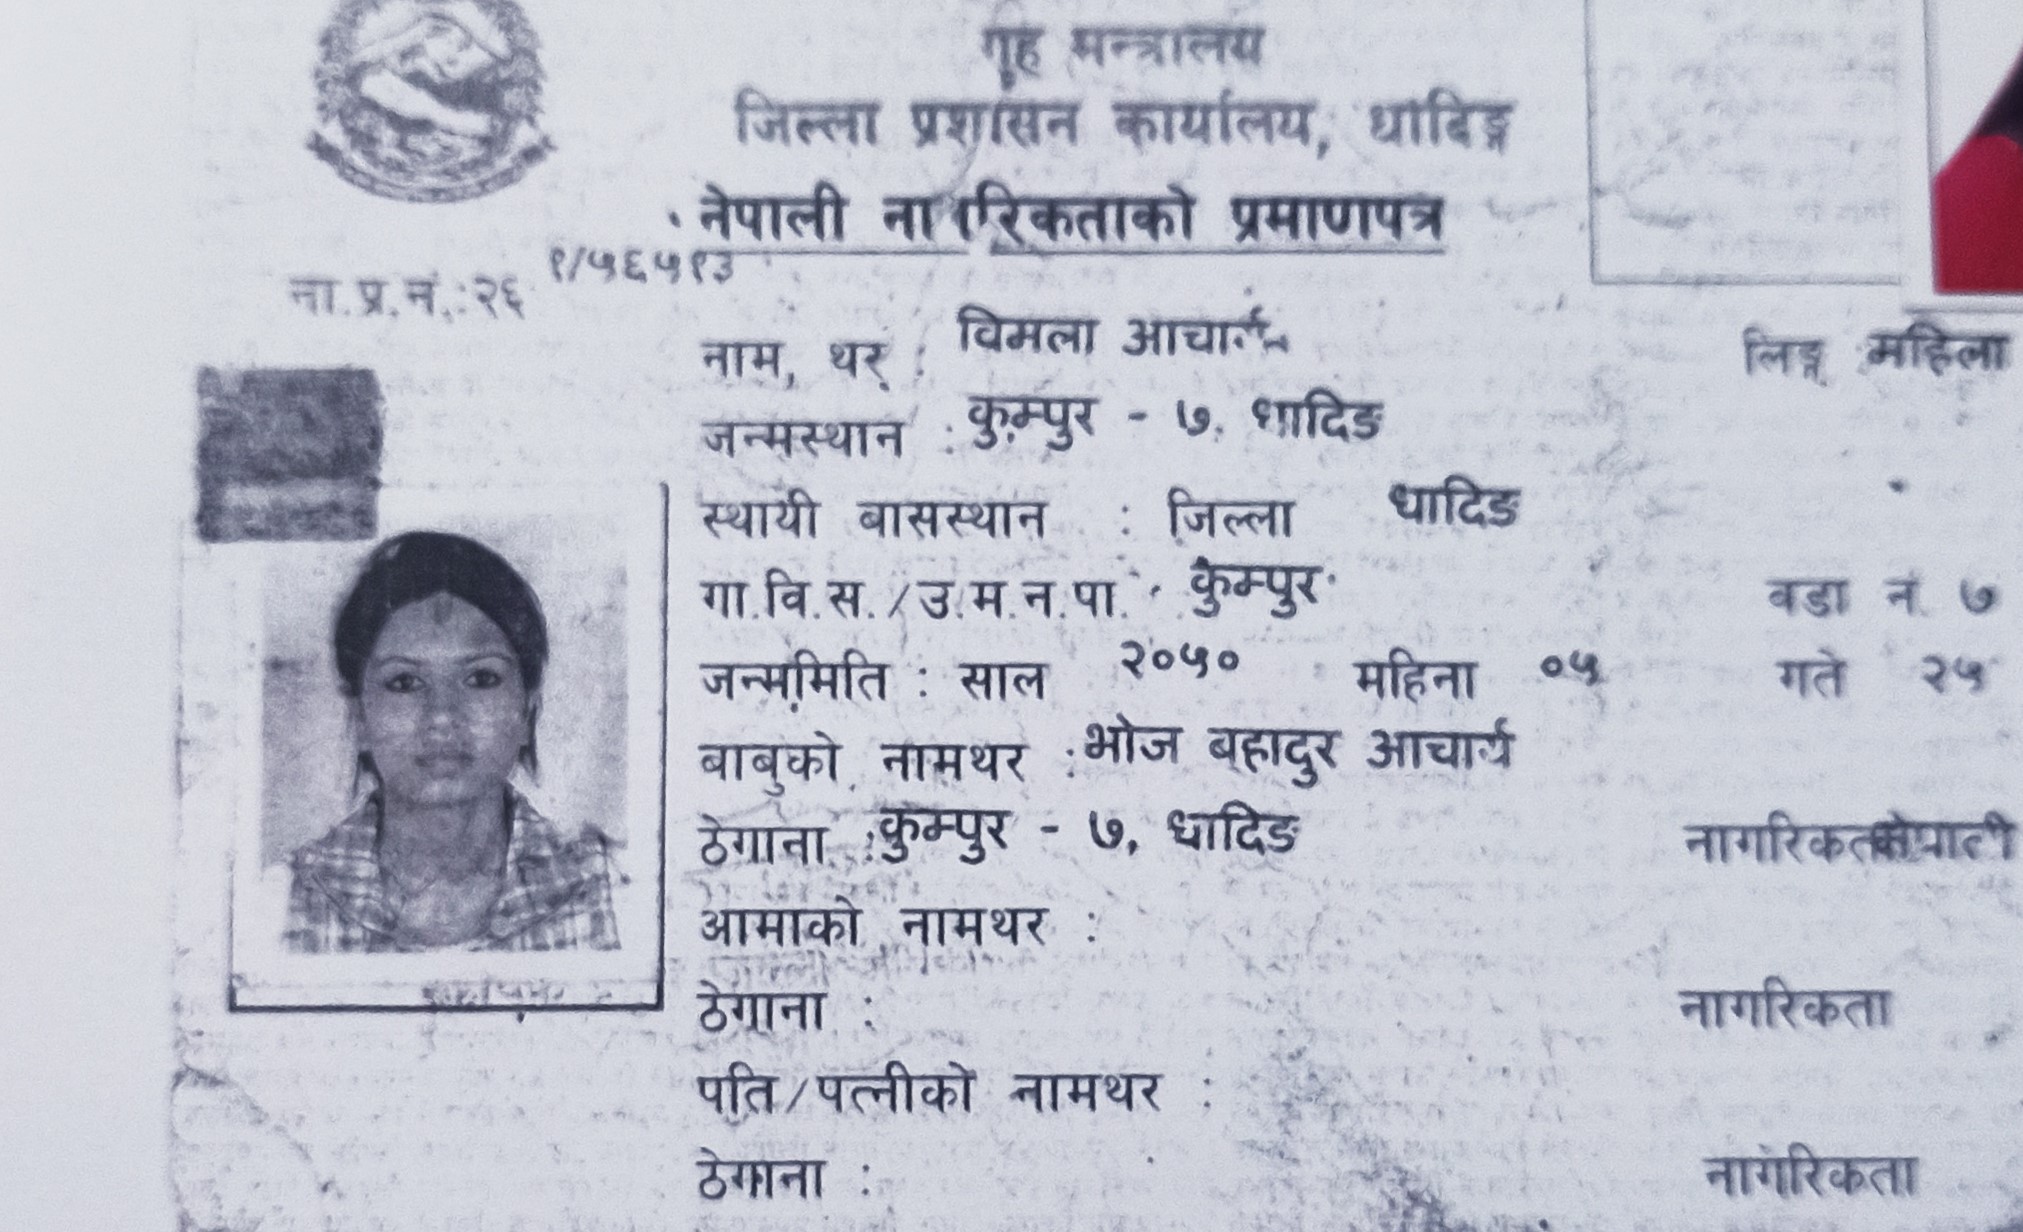 गृह मन्त्रालय
जिल्ला प्रशासन कार्यालय, धादिङ्ग
नेपाली नागरिकताको प्रमाणपत्र
ना.प्र.नं.:२६ १/५६५१३
नाम, थर : विमला आचार्य लिङ्ग महिला
जन्मस्थान : कुम्पुर - ७, धादिङ
स्थायी बासस्थान : जिल्ला धादिङ
गा.वि.स./उ.म.न.पा. कुम्पुर वडा नं. ७
जन्ममिति : साल २०५० महिना ०५ गते २५
बाबुको नामथर : भोज बहादुर आचार्य
ठेगाना : कुम्पुर - ७, धादिङ नागरिकता नेपाली
आमाको नामथर :
ठेगाना : नागरिकता
पति/पत्नीको नामथर :
ठेगाना : नागरिकता